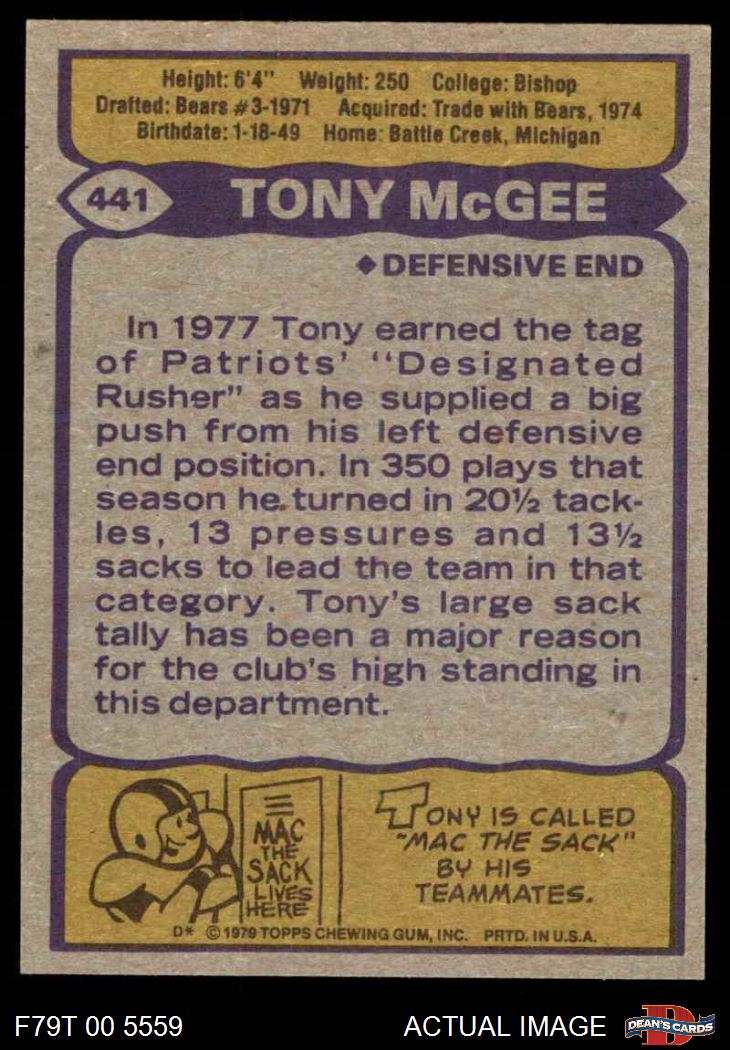 Height: 6'4" Weight: 250 College: Bishop
Drafted: Bears #3-1971 Acquired: Trade with Bears, 1974
Birthdate: 1-18-49 Home: Battle Creek, Michigan
441 TONY McGEE
◆DEFENSIVE END
In 1977 Tony earned the tag
of Patriots' "Designated
Rusher" as he supplied a big
push from his left defensive
end position. In 350 plays that
season he turned in 20½ tack-
les, 13 pressures and 13½
sacks to lead the team in that
category. Tony's large sack
tally has been a major reason
for the club's high standing in
this department.
MAC
THE
SACK
LIVES
HERE
TONY IS CALLED
"MAC THE SACK"
BY HIS
TEAMMATES.
D* © 1979 TOPPS CHEWING GUM, INC. PRTD. IN U.S.A.
F79T 00 5559 ACTUAL IMAGE
D
DEAN'S CARDS